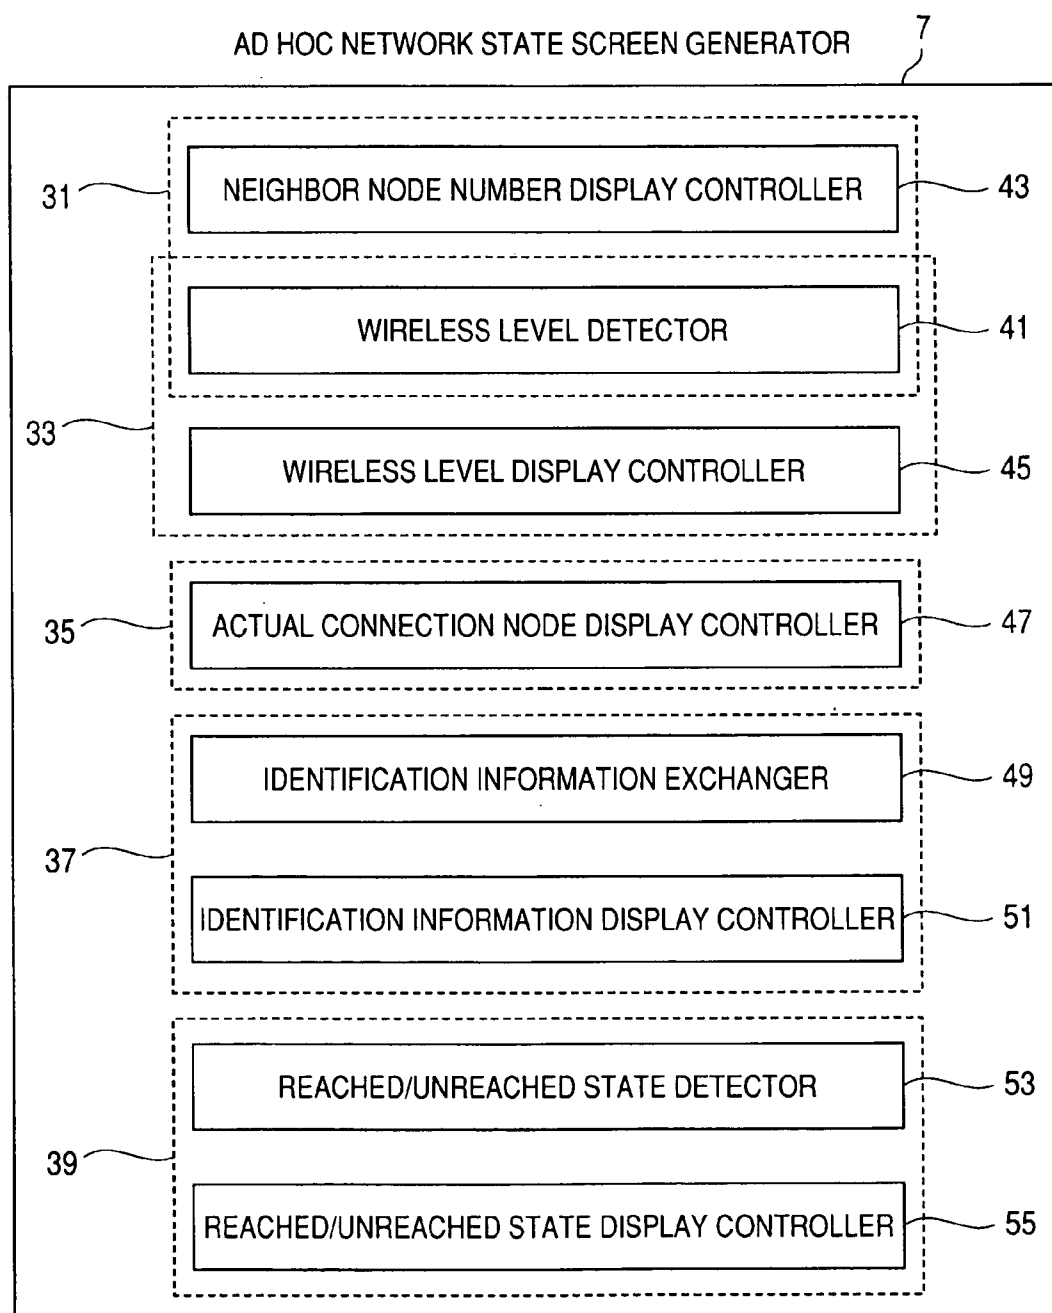 AD HOC NETWORK STATE SCREEN GENERATOR
7
31
NEIGHBOR NODE NUMBER DISPLAY CONTROLLER
43
WIRELESS LEVEL DETECTOR
41
33
WIRELESS LEVEL DISPLAY CONTROLLER
45
35
ACTUAL CONNECTION NODE DISPLAY CONTROLLER
47
IDENTIFICATION INFORMATION EXCHANGER
49
37
IDENTIFICATION INFORMATION DISPLAY CONTROLLER
51
REACHED/UNREACHED STATE DETECTOR
53
39
REACHED/UNREACHED STATE DISPLAY CONTROLLER
55